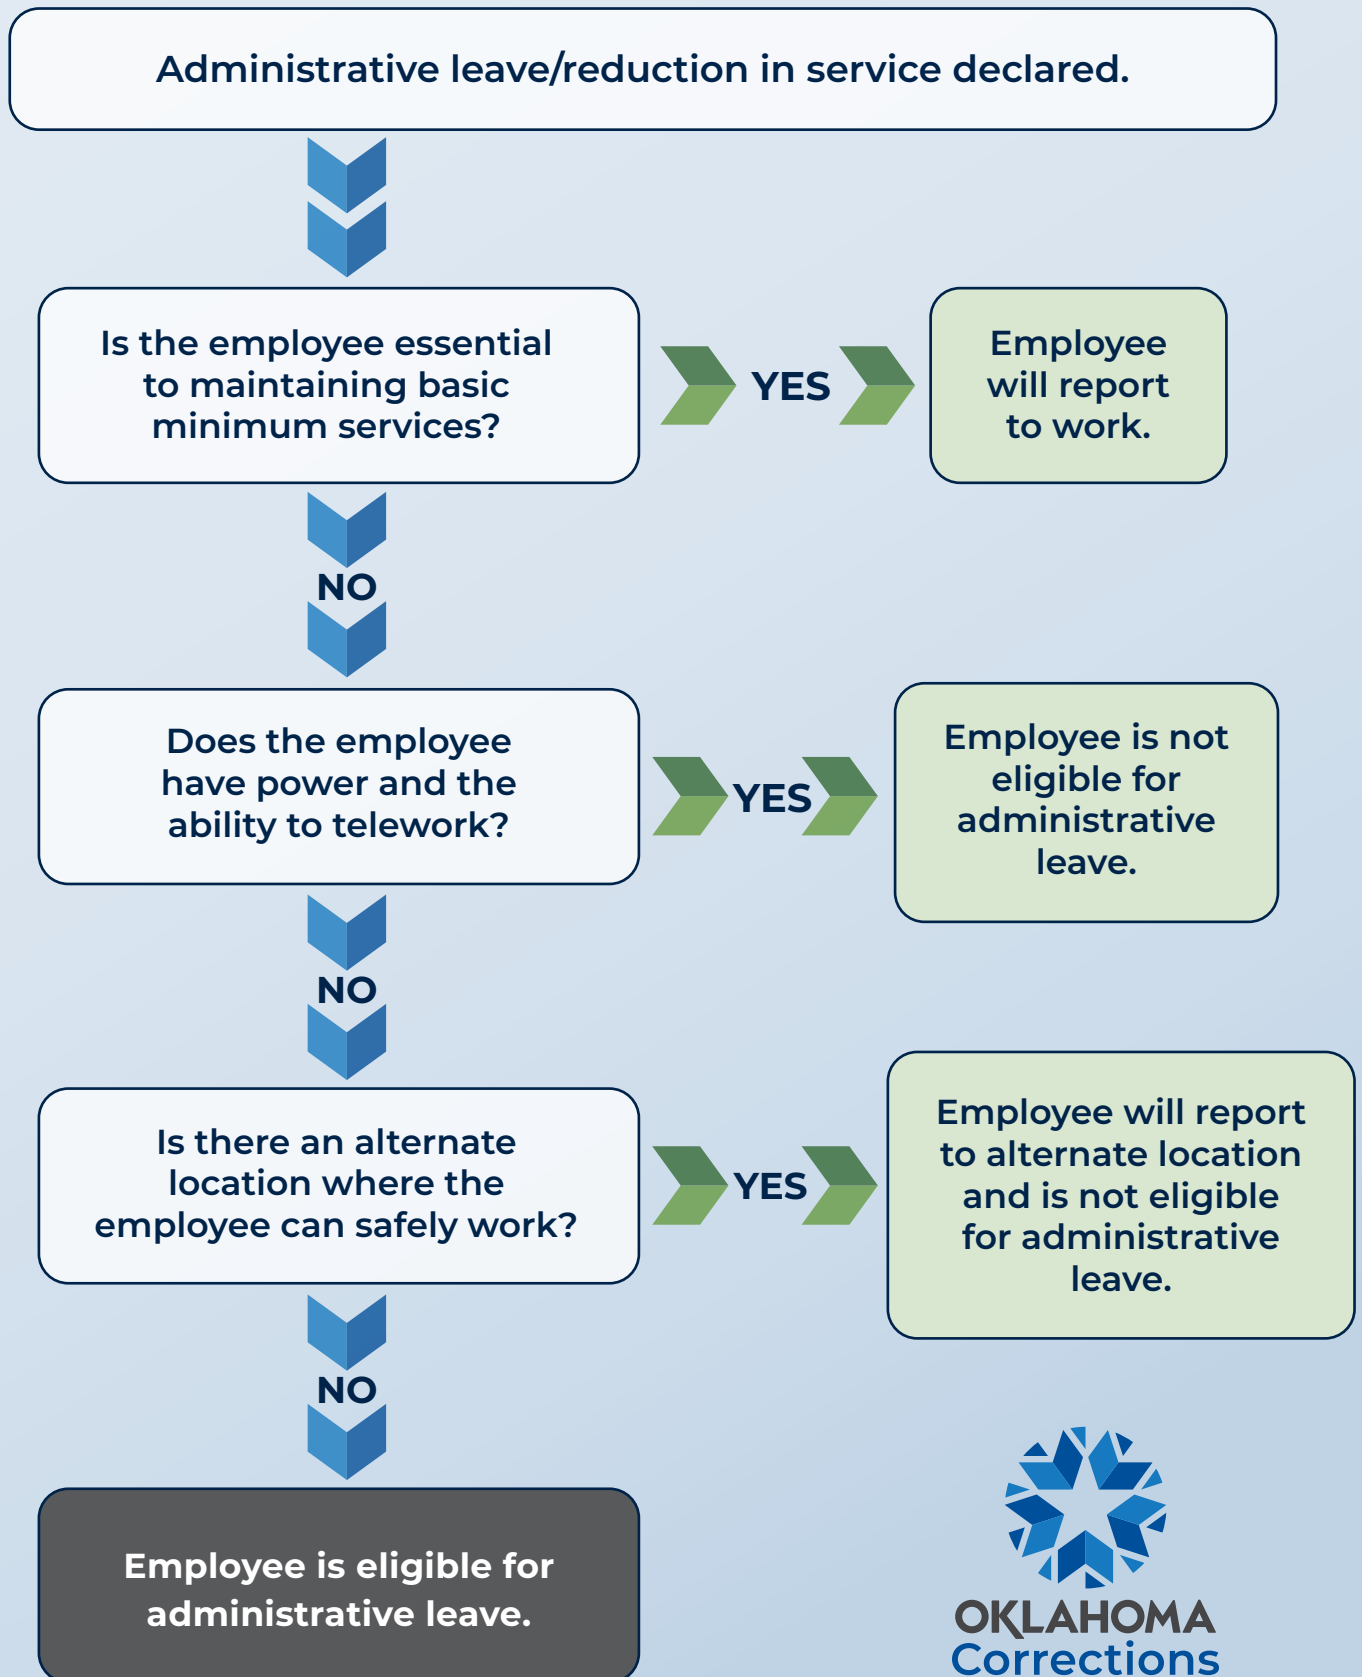 Administrative leave/reduction in service declared.
Is the employee essential
to maintaining basic
minimum services?
YES
Employee
will report
to work.
NO
Does the employee
have power and the
ability to telework?
YES
Employee is not
eligible for
administrative
leave.
NO
Is there an alternate
location where the
employee can safely work?
YES
Employee will report
to alternate location
and is not eligible
for administrative
leave.
NO
Employee is eligible for
administrative leave.
OKLAHOMA
Corrections